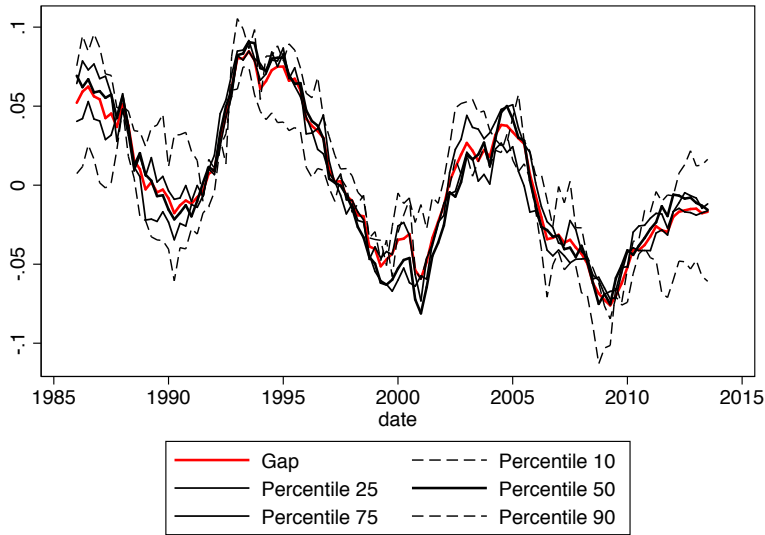 .1
.05
0
-.05
-.1
1985 1990 1995 2000 2005 2010 2015
date
Gap Percentile 10
Percentile 25 Percentile 50
Percentile 75 Percentile 90